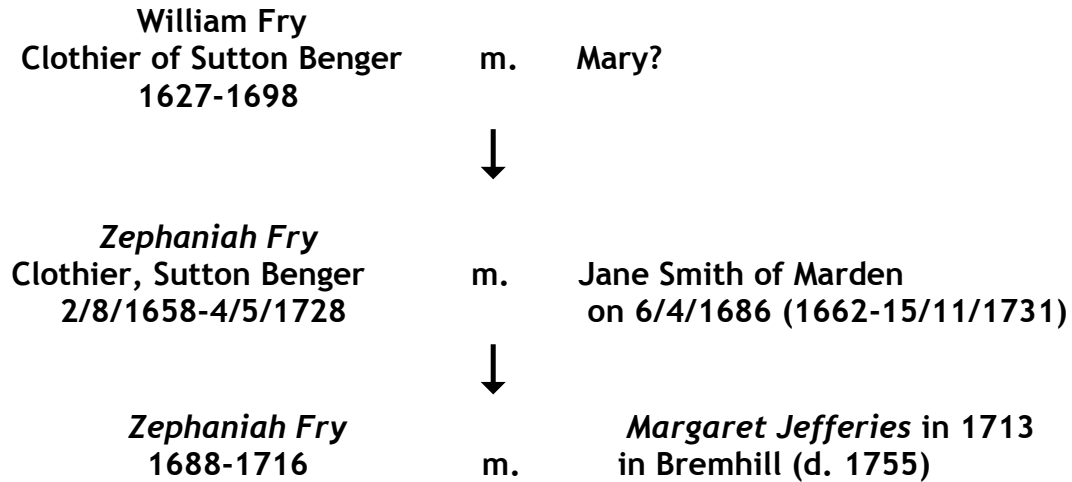 William Fry
Clothier of Sutton Benger m. Mary?
1627-1698
Zephaniah Fry
Clothier, Sutton Benger m. Jane Smith of Marden
2/8/1658-4/5/1728 on 6/4/1686 (1662-15/11/1731)
Zephaniah Fry Margaret Jefferies in 1713
1688-1716 m. in Bremhill (d. 1755)